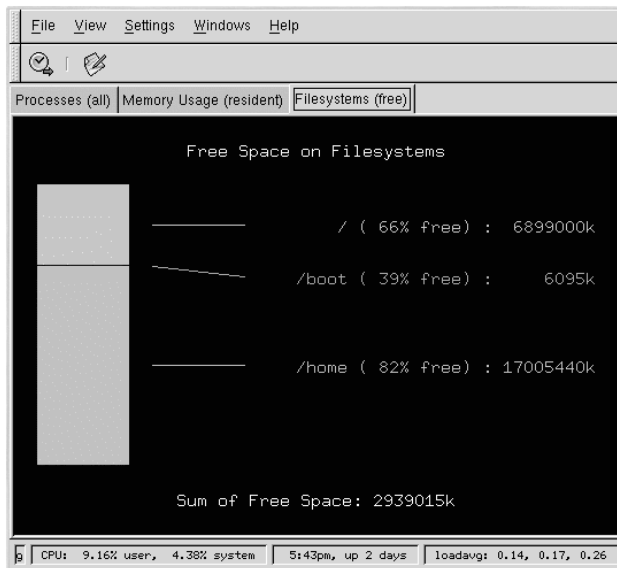 File View Settings Windows Help
Processes (all) Memory Usage (resident) Filesystems (free)
Free Space on Filesystems
/ ( 66% free) : 6899000k
/boot ( 39% free) : 6095k
/home ( 82% free) : 17005440k
Sum of Free Space: 2939015k
g CPU: 9.16% user, 4.38% system 5:43pm, up 2 days loadavg: 0.14, 0.17, 0.26